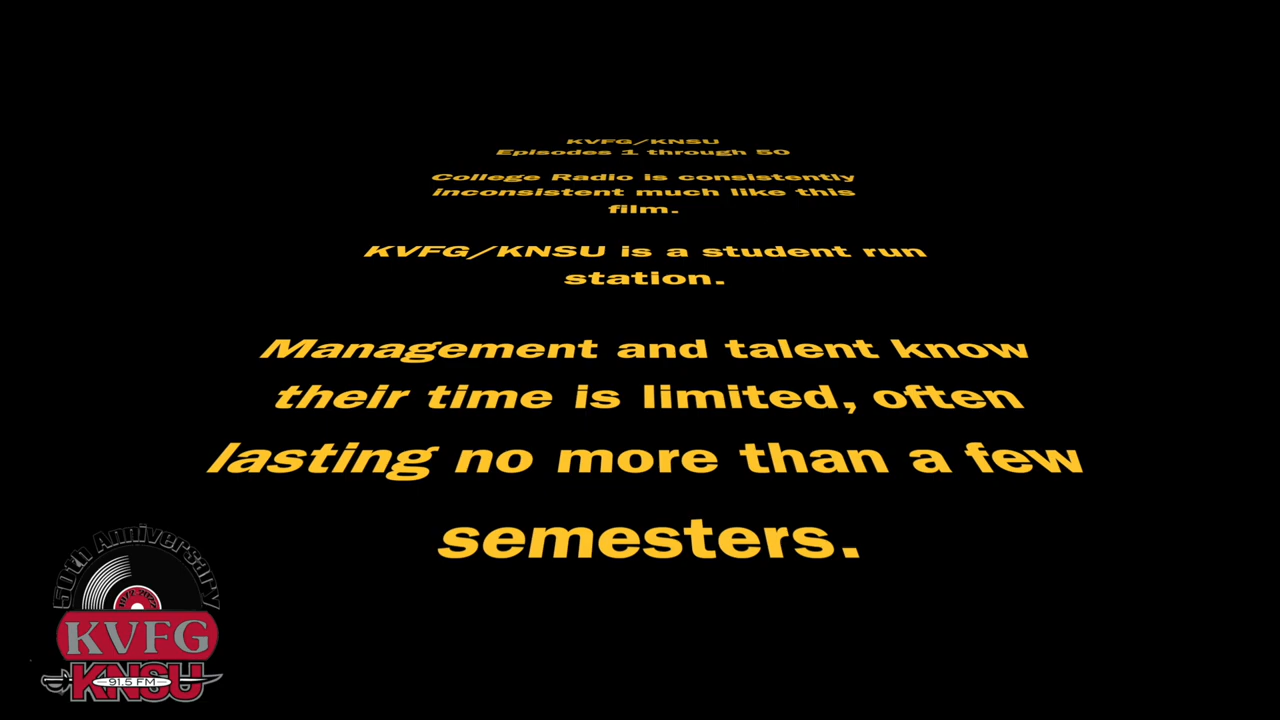 KVFG/KNSU
Episodes 1 through 50
College Radio is consistently
inconsistent much like this
film.
KVFG/KNSU is a student run
station.
Management and talent know
their time is limited, often
lasting no more than a few
semesters.
50th Anniversary
1972-2022
KVFG
KNSU
91.5 FM